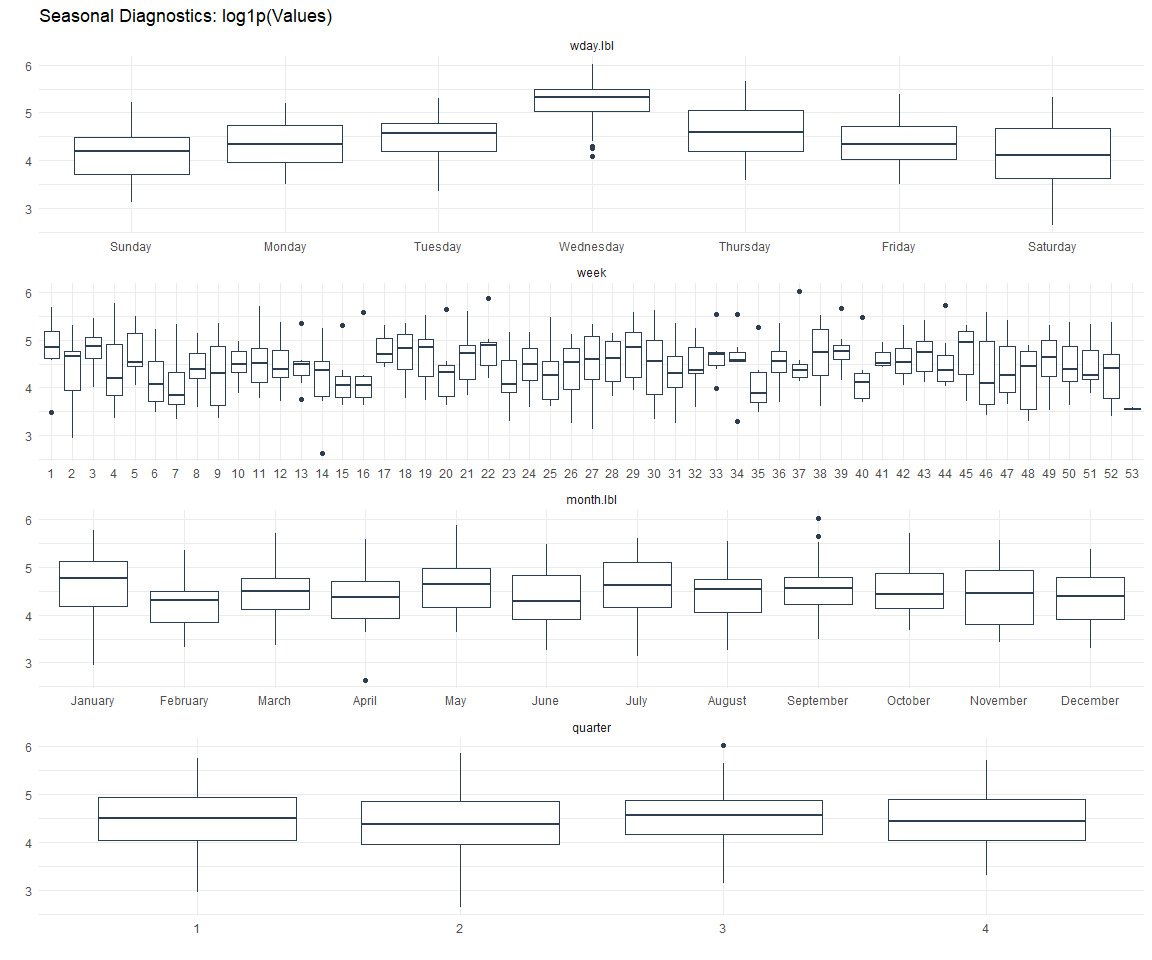 Seasonal Diagnostics: log1p(Values)
wday.lbl
6
5
4
3
Sunday Monday Tuesday Wednesday Thursday Friday Saturday
week
6
5
4
3
1 2 3 4 5 6 7 8 9 10 11 12 13 14 15 16 17 18 19 20 21 22 23 24 25 26 27 28 29 30 31 32 33 34 35 36 37 38 39 40 41 42 43 44 45 46 47 48 49 50 51 52 53
month.lbl
6
5
4
3
January February March April May June July August September October November December
quarter
6
5
4
3
1 2 3 4